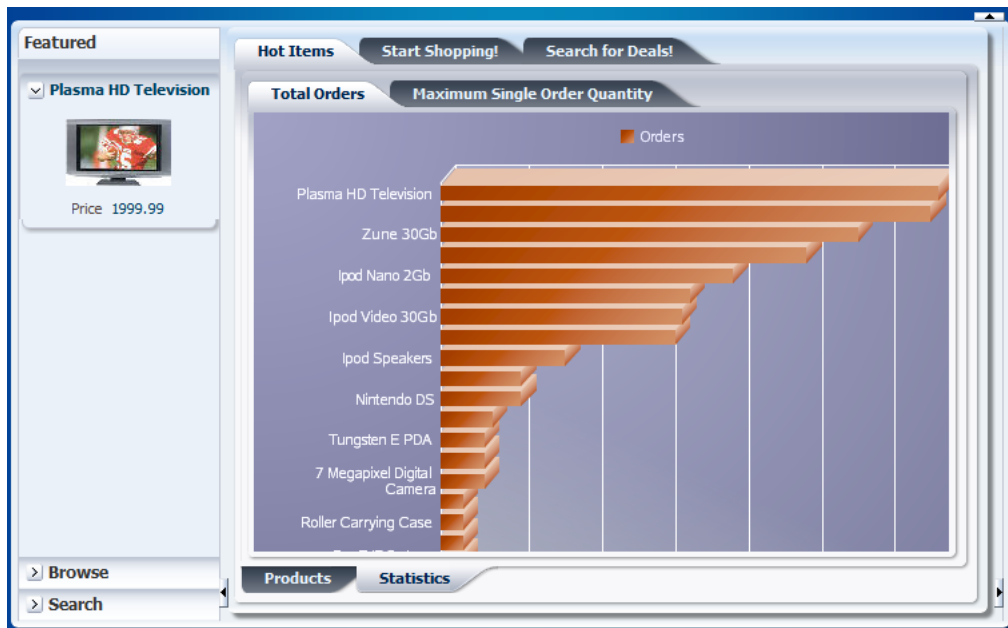 Featured
Plasma HD Television
Price 1999.99
Browse
Search
Hot Items
Start Shopping!
Search for Deals!
Total Orders
Maximum Single Order Quantity
Orders
Plasma HD Television
Zune 30Gb
Ipod Nano 2Gb
Ipod Video 30Gb
Ipod Speakers
Nintendo DS
Tungsten E PDA
7 Megapixel Digital
Camera
Roller Carrying Case
Products
Statistics